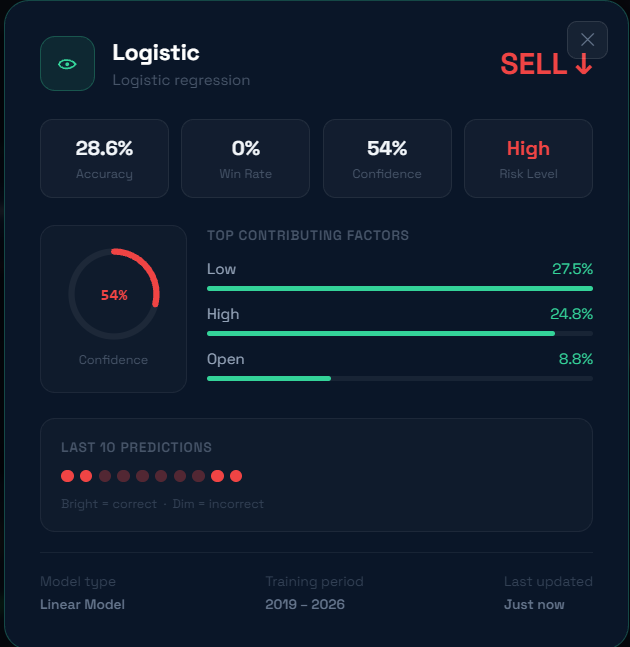 Logistic
Logistic regression
SELL ↓
28.6%
Accuracy
0%
Win Rate
54%
Confidence
High
Risk Level
54%
Confidence
TOP CONTRIBUTING FACTORS
Low 27.5%
High 24.8%
Open 8.8%
LAST 10 PREDICTIONS
Bright = correct · Dim = incorrect
Model type
Linear Model
Training period
2019 – 2026
Last updated
Just now